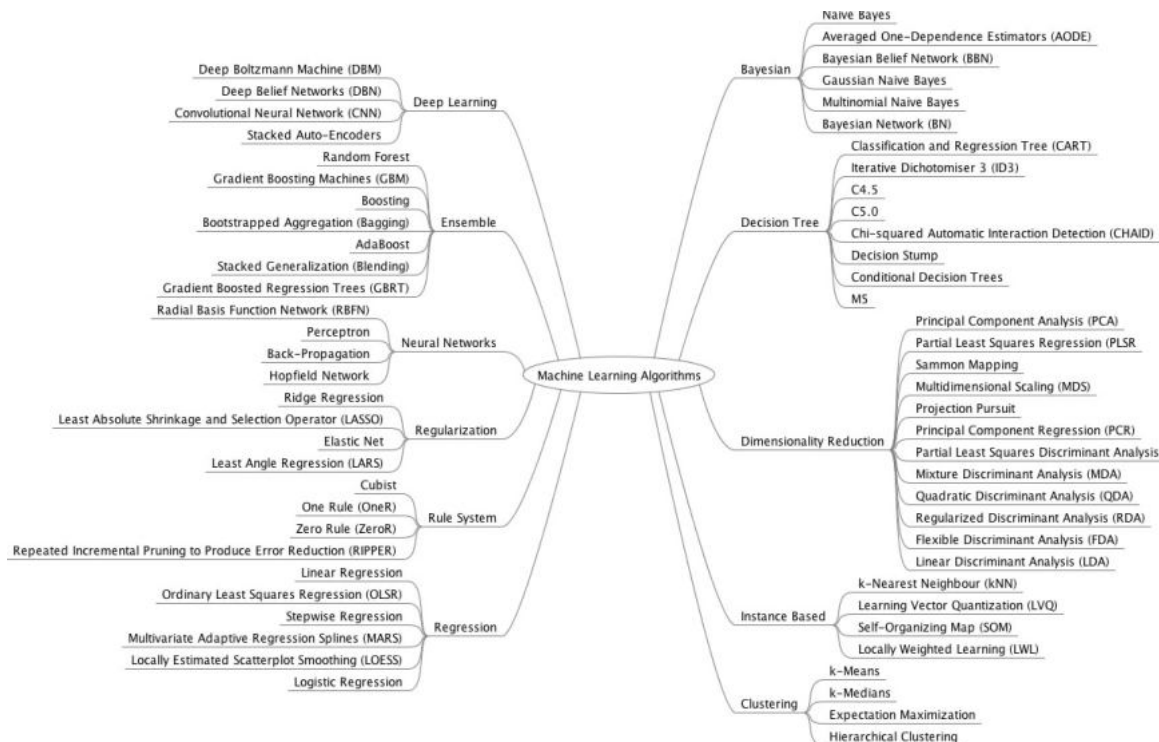 Deep Boltzmann Machine (DBM)
Deep Belief Networks (DBN)
Convolutional Neural Network (CNN)
Stacked Auto-Encoders
Deep Learning
Random Forest
Gradient Boosting Machines (GBM)
Boosting
Bootstrapped Aggregation (Bagging)
AdaBoost
Stacked Generalization (Blending)
Gradient Boosted Regression Trees (GBRT)
Ensemble
Radial Basis Function Network (RBFN)
Perceptron
Back-Propagation
Hopfield Network
Neural Networks
Ridge Regression
Least Absolute Shrinkage and Selection Operator (LASSO)
Elastic Net
Least Angle Regression (LARS)
Regularization
Cubist
One Rule (OneR)
Zero Rule (ZeroR)
Repeated Incremental Pruning to Produce Error Reduction (RIPPER)
Rule System
Linear Regression
Ordinary Least Squares Regression (OLSR)
Stepwise Regression
Multivariate Adaptive Regression Splines (MARS)
Locally Estimated Scatterplot Smoothing (LOESS)
Logistic Regression
Regression
Machine Learning Algorithms
Bayesian
Naive Bayes
Averaged One-Dependence Estimators (AODE)
Bayesian Belief Network (BBN)
Gaussian Naive Bayes
Multinomial Naive Bayes
Bayesian Network (BN)
Decision Tree
Classification and Regression Tree (CART)
Iterative Dichotomiser 3 (ID3)
C4.5
C5.0
Chi-squared Automatic Interaction Detection (CHAID)
Decision Stump
Conditional Decision Trees
M5
Dimensionality Reduction
Principal Component Analysis (PCA)
Partial Least Squares Regression (PLSR
Sammon Mapping
Multidimensional Scaling (MDS)
Projection Pursuit
Principal Component Regression (PCR)
Partial Least Squares Discriminant Analysis
Mixture Discriminant Analysis (MDA)
Quadratic Discriminant Analysis (QDA)
Regularized Discriminant Analysis (RDA)
Flexible Discriminant Analysis (FDA)
Linear Discriminant Analysis (LDA)
Instance Based
k-Nearest Neighbour (kNN)
Learning Vector Quantization (LVQ)
Self-Organizing Map (SOM)
Locally Weighted Learning (LWL)
Clustering
k-Means
k-Medians
Expectation Maximization
Hierarchical Clustering